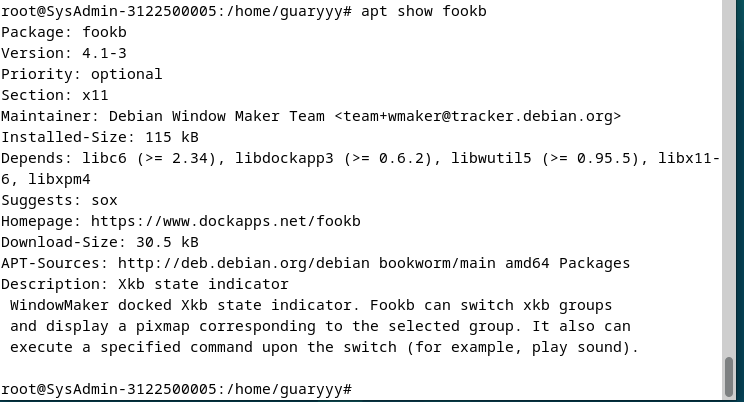 root@SysAdmin-3122500005:/home/guaryyy# apt show fookb
Package: fookb
Version: 4.1-3
Priority: optional
Section: x11
Maintainer: Debian Window Maker Team <team+wmaker@tracker.debian.org>
Installed-Size: 115 kB
Depends: libc6 (>= 2.34), libdockapp3 (>= 0.6.2), libwutil5 (>= 0.95.5), libx11-
6, libxpm4
Suggests: sox
Homepage: https://www.dockapps.net/fookb
Download-Size: 30.5 kB
APT-Sources: http://deb.debian.org/debian bookworm/main amd64 Packages
Description: Xkb state indicator
 WindowMaker docked Xkb state indicator. Fookb can switch xkb groups
 and display a pixmap corresponding to the selected group. It also can
 execute a specified command upon the switch (for example, play sound).

root@SysAdmin-3122500005:/home/guaryyy#